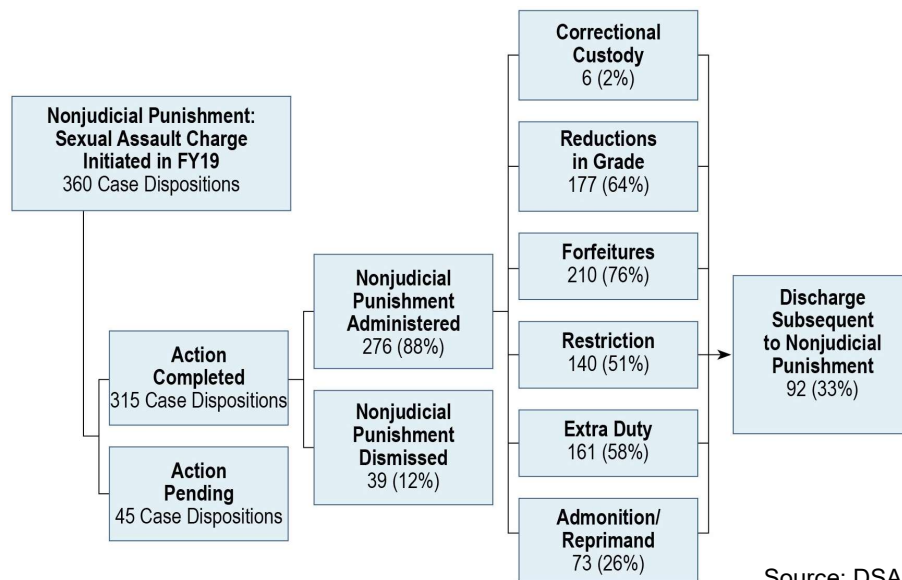 Nonjudicial Punishment:
Sexual Assault Charge
Initiated in FY19
360 Case Dispositions
Action
Completed
315 Case Dispositions
Action
Pending
45 Case Dispositions
Nonjudicial
Punishment
Administered
276 (88%)
Nonjudicial
Punishment
Dismissed
39 (12%)
Correctional
Custody
6 (2%)
Reductions
in Grade
177 (64%)
Forfeitures
210 (76%)
Restriction
140 (51%)
Extra Duty
161 (58%)
Admonition/
Reprimand
73 (26%)
Discharge
Subsequent
to Nonjudicial
Punishment
92 (33%)
Source: DSA